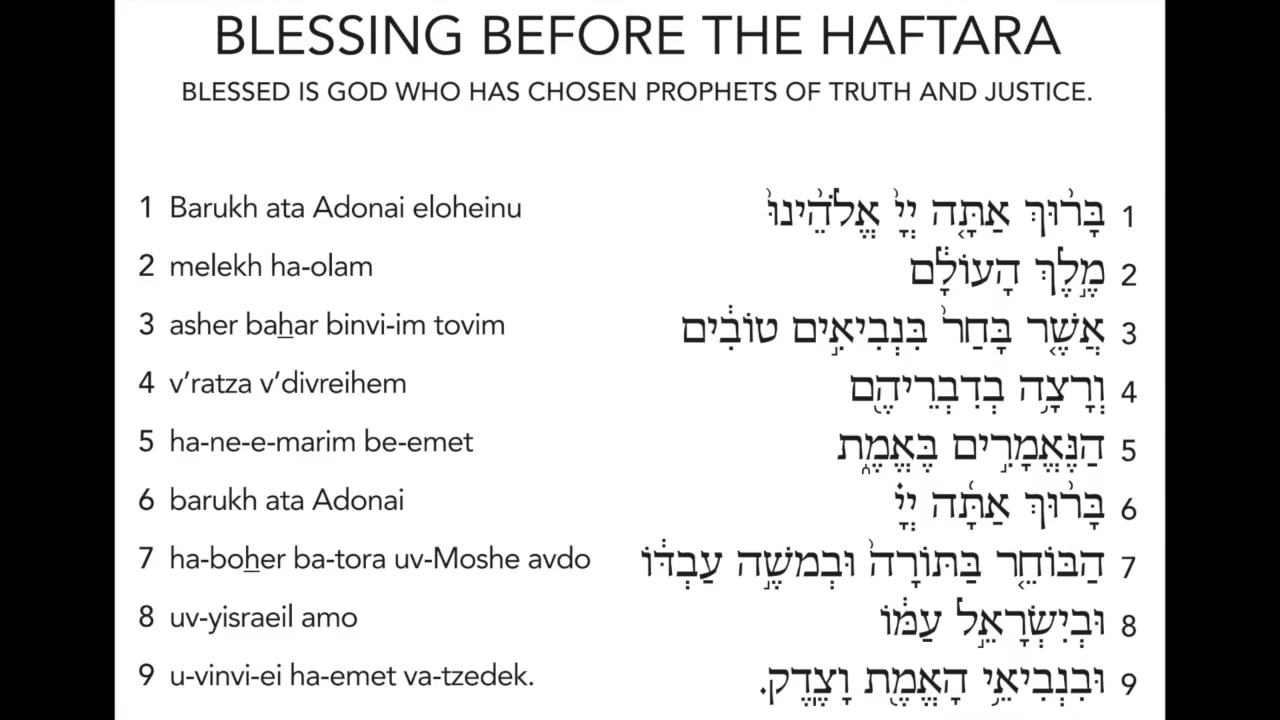 BLESSING BEFORE THE HAFTARA
BLESSED IS GOD WHO HAS CHOSEN PROPHETS OF TRUTH AND JUSTICE.
1 Barukh ata Adonai eloheinu
1 בָּר֨וּךְ אַתָּ֤ה יְיָ֙ אֱלֹהֵ֙ינוּ֙
2 melekh ha-olam
2 מֶ֣לֶךְ הָעוֹלָ֔ם
3 asher ba<u>h</u>ar binvi-im tovim
3 אֲשֶׁ֤ר בָּחַר֙ בִּנְבִיאִ֣ים טוֹבִ֔ים
4 v’ratza v’divreihem
4 וְרָצָ֥ה בְדִבְרֵיהֶ֖ם
5 ha-ne-e-marim be-emet
5 הַנֶּאֱמָרִ֣ים בֶּאֱמֶ֑ת
6 barukh ata Adonai
6 בָּר֨וּךְ אַתָּ֜ה יְיָ֗
7 ha-bo<u>h</u>er ba-tora uv-Moshe avdo
7 הַבּוֹחֵ֤ר בַּתּוֹרָה֙ וּבְמֹשֶׁ֣ה עַבְדּ֔וֹ
8 uv-yisraeil amo
8 וּבְיִשְׂרָאֵ֣ל עַמּ֔וֹ
9 u-vinvi-ei ha-emet va-tzedek.
9 וּבִנְבִיאֵ֥י הָאֱמֶ֖ת וָצֶֽדֶק.